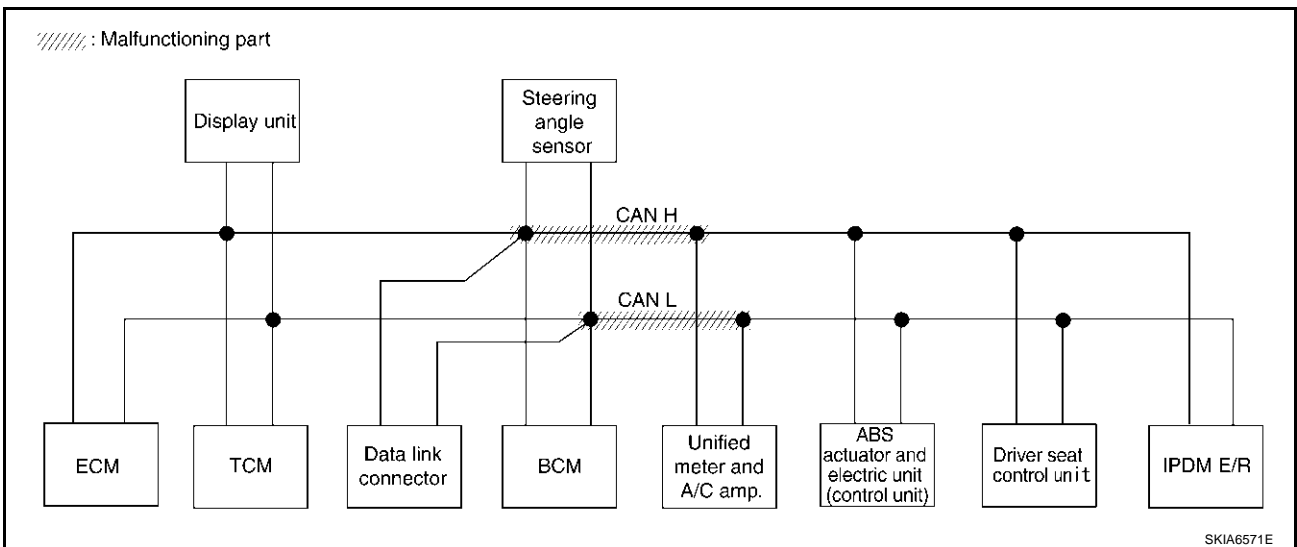 : Malfunctioning part
Display unit
Steering
angle
sensor
CAN H
CAN L
ECM
TCM
Data link
connector
BCM
Unified
meter and
A/C amp.
ABS
actuator and
electric unit
(control unit)
Driver seat
control unit
IPDM E/R
SKIA6571E